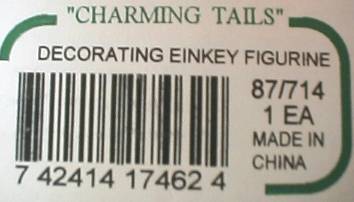 "CHARMING TAILS"
DECORATING EINKEY FIGURINE
87/714
1 EA
MADE IN
CHINA
7 42414 17462 4